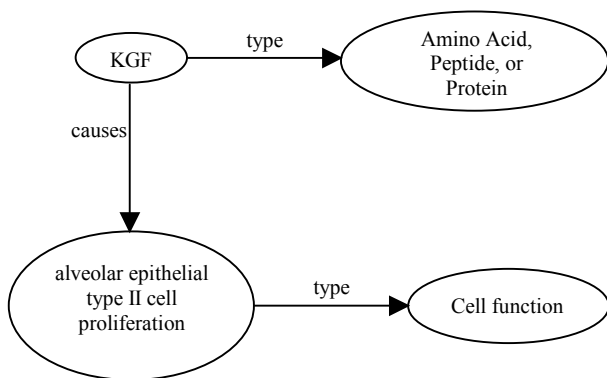 type
Amino Acid,
Peptide, or
Protein
KGF
causes
alveolar epithelial
type II cell
proliferation
type
Cell function